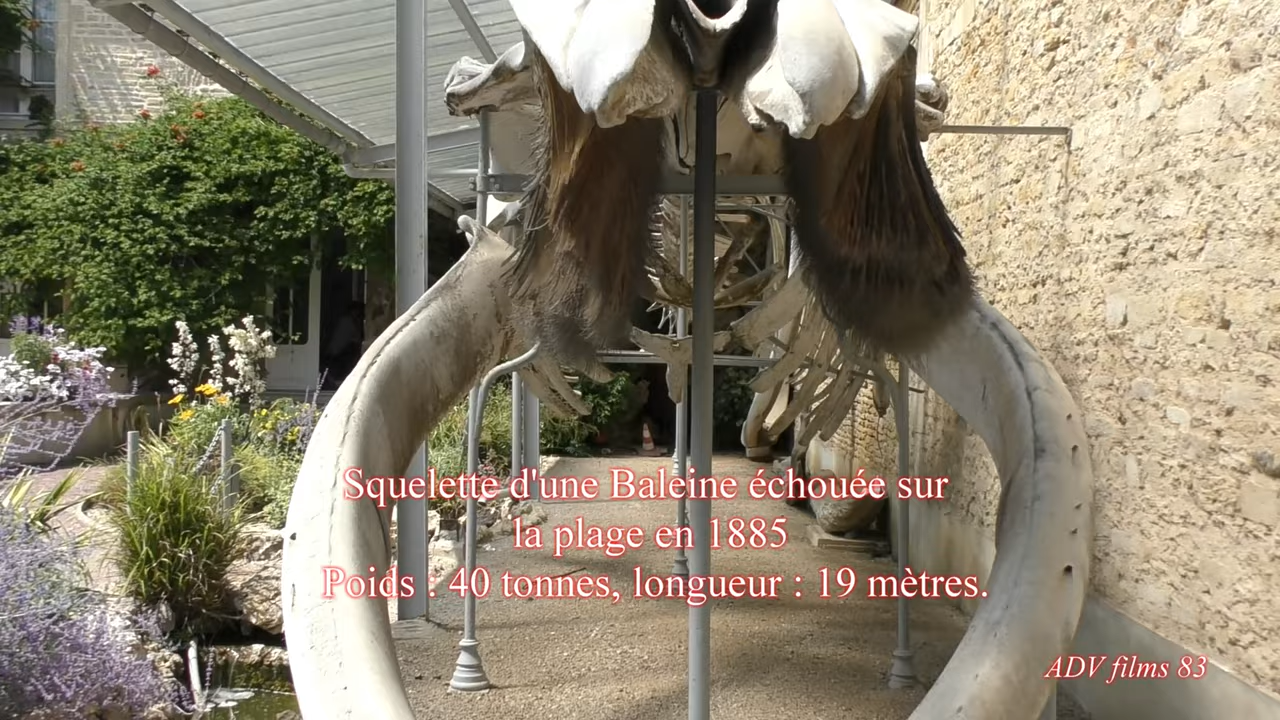 Squelette d'une Baleine échouée sur
la plage en 1885
Poids : 40 tonnes, longueur : 19 mètres.
ADV films 83